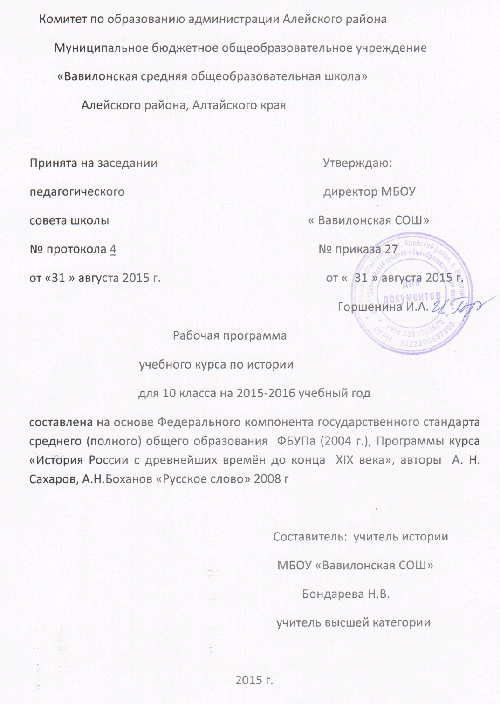 Комитет по образованию администрации Алейского района
Муниципальное бюджетное общеобразовательное учреждение
«Вавилонская средняя общеобразовательная школа»
Алейского района, Алтайского края
Принята на заседании Утверждаю:
педагогического директор МБОУ
совета школы « Вавилонская СОШ»
№ протокола 4 № приказа 27
от «31 » августа 2015 г. от « 31 » августа 2015 г.
для документов
Горшенина И.А.
Рабочая программа
учебного курса по истории
для 10 класса на 2015-2016 учебный год
составлена на основе Федерального компонента государственного стандарта
среднего (полного) общего образования ФБУПа (2004 г.), Программы курса
«История России с древнейших времён до конца XIX века», авторы А. Н.
Сахаров, А.Н.Боханов «Русское слово» 2008 г
Составитель: учитель истории
МБОУ «Вавилонская СОШ»
Бондарева Н.В.
учитель высшей категории
2015 г.